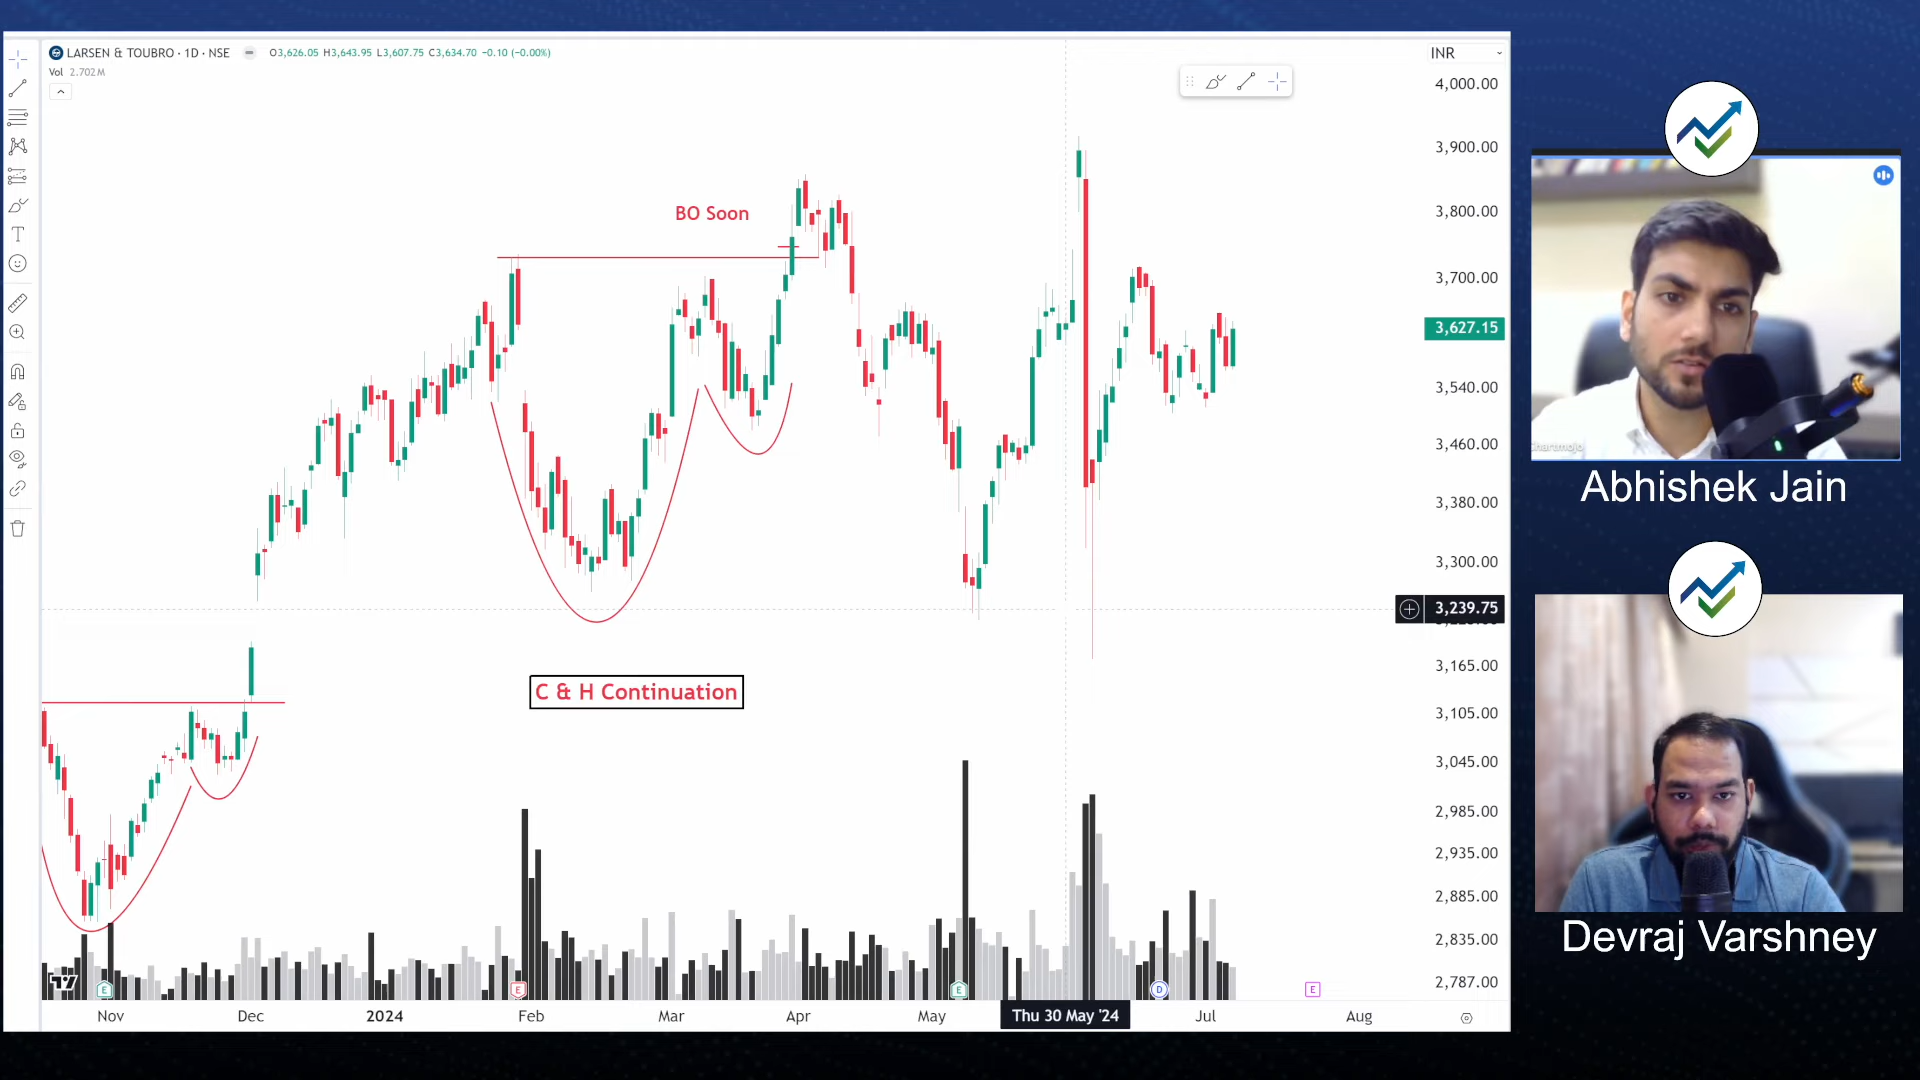 LARSEN & TOUBRO · 1D · NSE O3,626.05 H3,643.95 L3,607.75 C3,634.70 −0.10 (−0.00%)
Vol 2.702M
INR
4,000.00
3,900.00
3,800.00
3,700.00
3,627.15
3,540.00
3,460.00
3,380.00
3,300.00
3,239.75
3,165.00
3,105.00
3,045.00
2,985.00
2,935.00
2,885.00
2,835.00
2,787.00
BO Soon
C & H Continuation
E
E
E
D
E
Nov Dec 2024 Feb Mar Apr May Thu 30 May '24 Jul Aug
Chartmojo
Abhishek Jain
Devraj Varshney